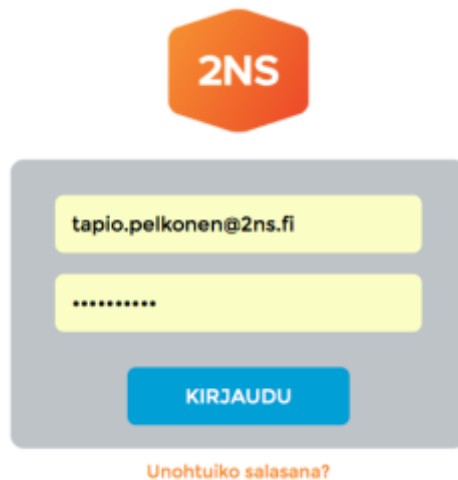 2NS
tapio.pelkonen@2ns.fi
••••••••••
KIRJAUDU
Unohtuiko salasana?